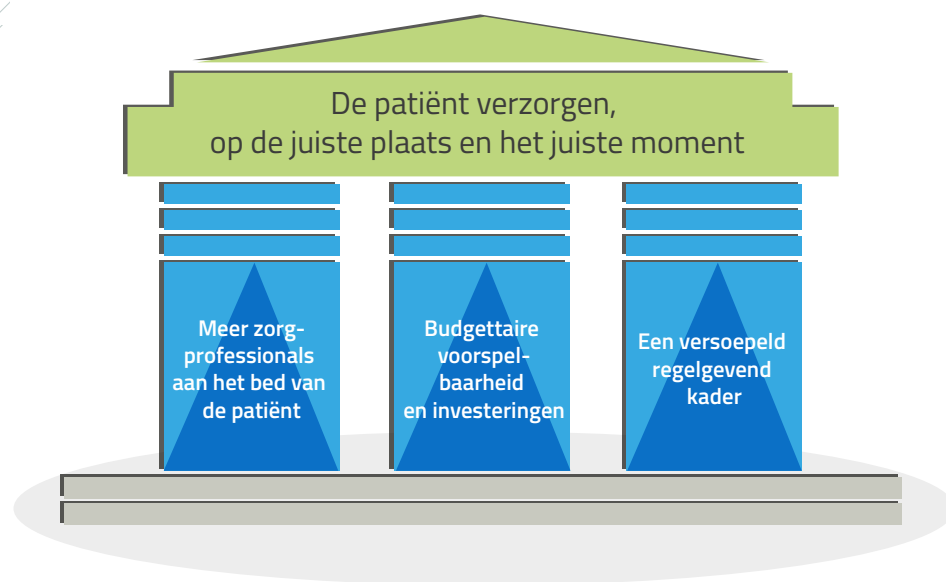 De patiënt verzorgen,
op de juiste plaats en het juiste moment
Meer zorg-
professionals
aan het bed van
de patiënt
Budgettaire
voorspel-
baarheid
en investeringen
Een versoepeld
regelgevend
kader